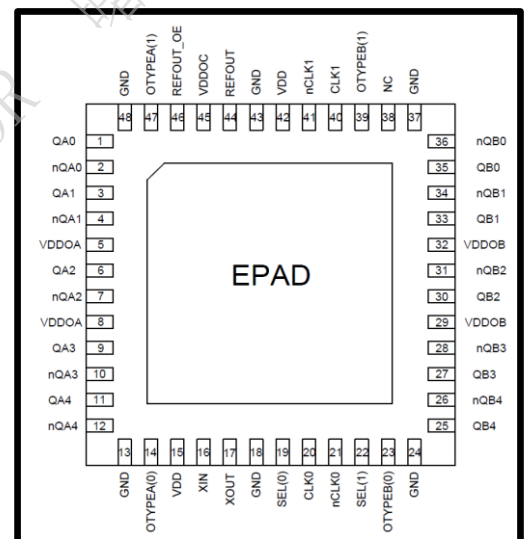 GND OTYPEA(1) REFOUT_OE VDDOC REFOUT GND VDD nCLK1 CLK1 OTYPEB(1) NC GND
48 47 46 45 44 43 42 41 40 39 38 37
QA0 1 36 nQB0
nQA0 2 35 QB0
QA1 3 34 nQB1
nQA1 4 33 QB1
VDDOA 5 32 VDDOB
QA2 6 31 nQB2
EPAD
nQA2 7 30 QB2
VDDOA 8 29 VDDOB
QA3 9 28 nQB3
nQA3 10 27 QB3
QA4 11 26 nQB4
nQA4 12 25 QB4
13 14 15 16 17 18 19 20 21 22 23 24
GND OTYPEA(0) VDD XIN XOUT GND SEL(0) CLK0 nCLK0 SEL(1) OTYPEB(0) GND